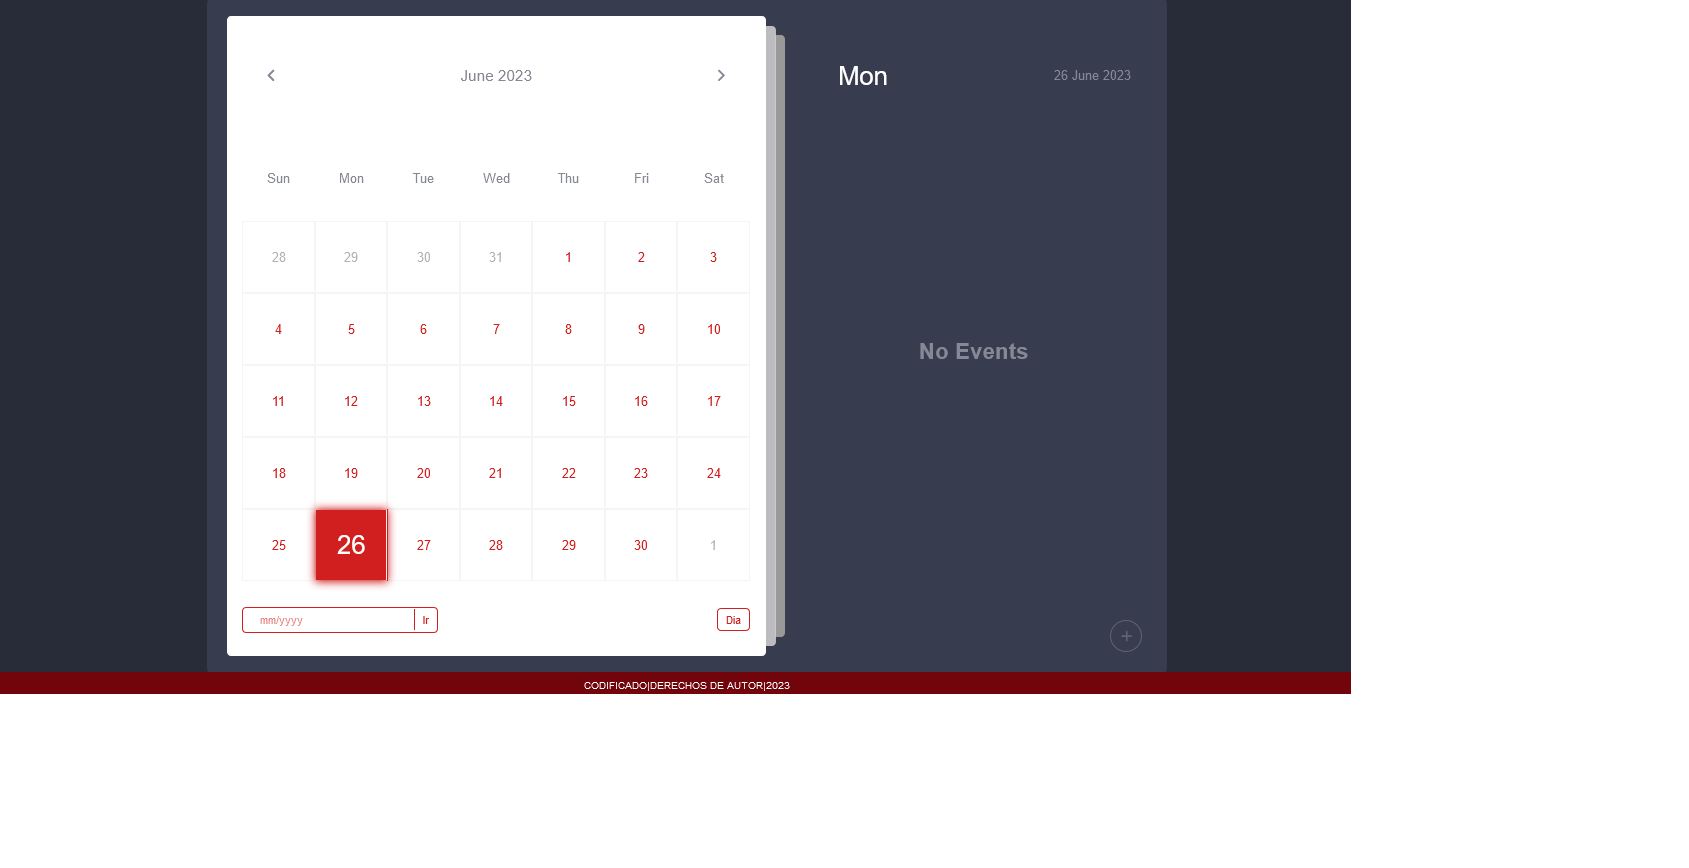 June 2023
Sun Mon Tue Wed Thu Fri Sat
28 29 30 31 1 2 3
4 5 6 7 8 9 10
11 12 13 14 15 16 17
18 19 20 21 22 23 24
25 26 27 28 29 30 1
mm/yyyy Ir Dia
Mon 26 June 2023
No Events
+
CODIFICADO|DERECHOS DE AUTOR|2023